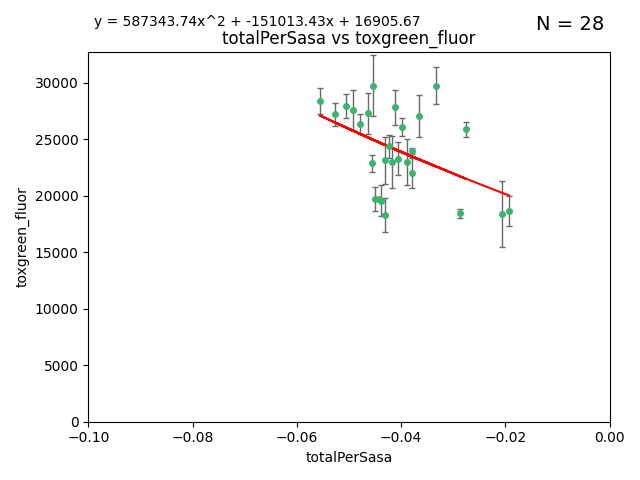 y = 587343.74x^2 + -151013.43x + 16905.67
N = 28
totalPerSasa vs toxgreen_fluor
30000
25000
20000
15000
10000
5000
0
toxgreen_fluor
−0.10
−0.08
−0.06
−0.04
−0.02
0.00
totalPerSasa